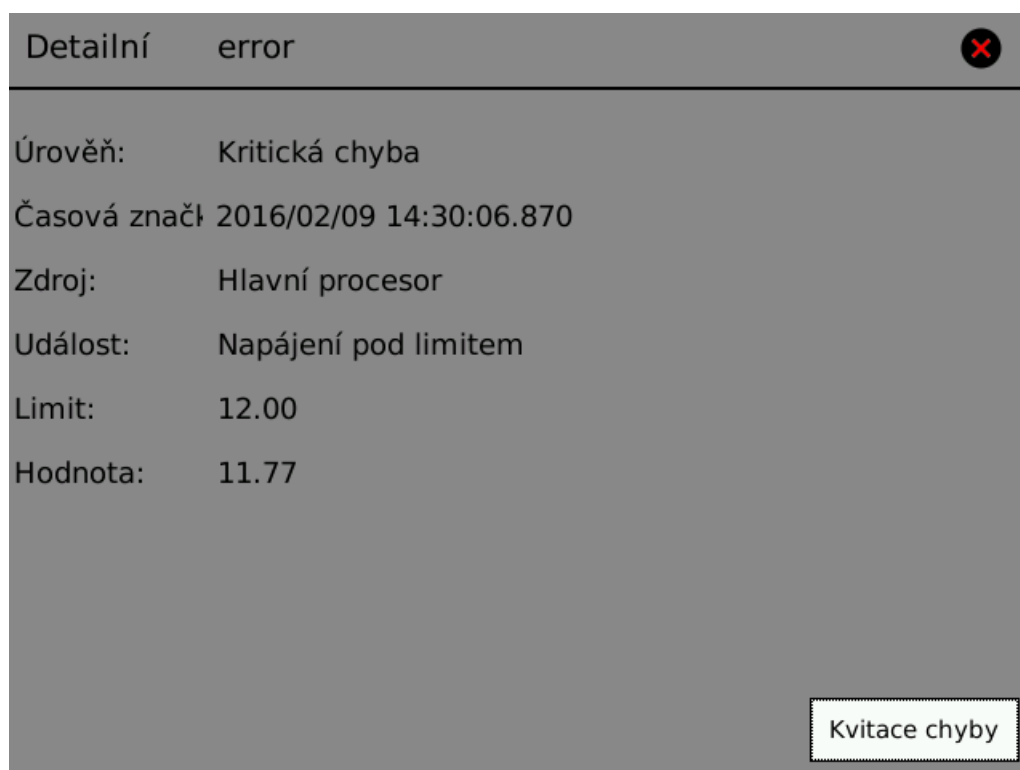 Detailní error
Úrověň: Kritická chyba
Časová značk 2016/02/09 14:30:06.870
Zdroj: Hlavní procesor
Událost: Napájení pod limitem
Limit: 12.00
Hodnota: 11.77
Kvitace chyby